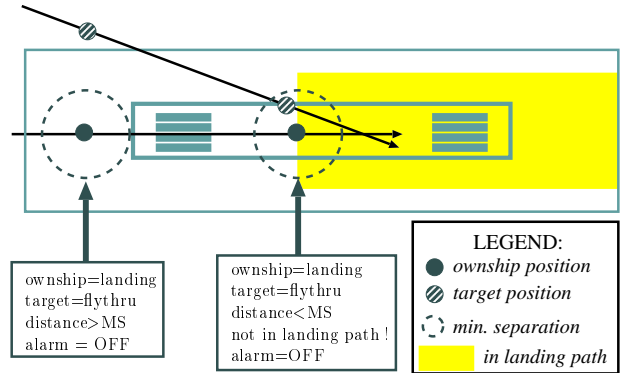 ownship=landing
target=flythru
distance>MS
alarm = OFF
ownship=landing
target=flythru
distance<MS
not in landing path !
alarm=OFF
LEGEND:
ownship position
target position
min. separation
in landing path